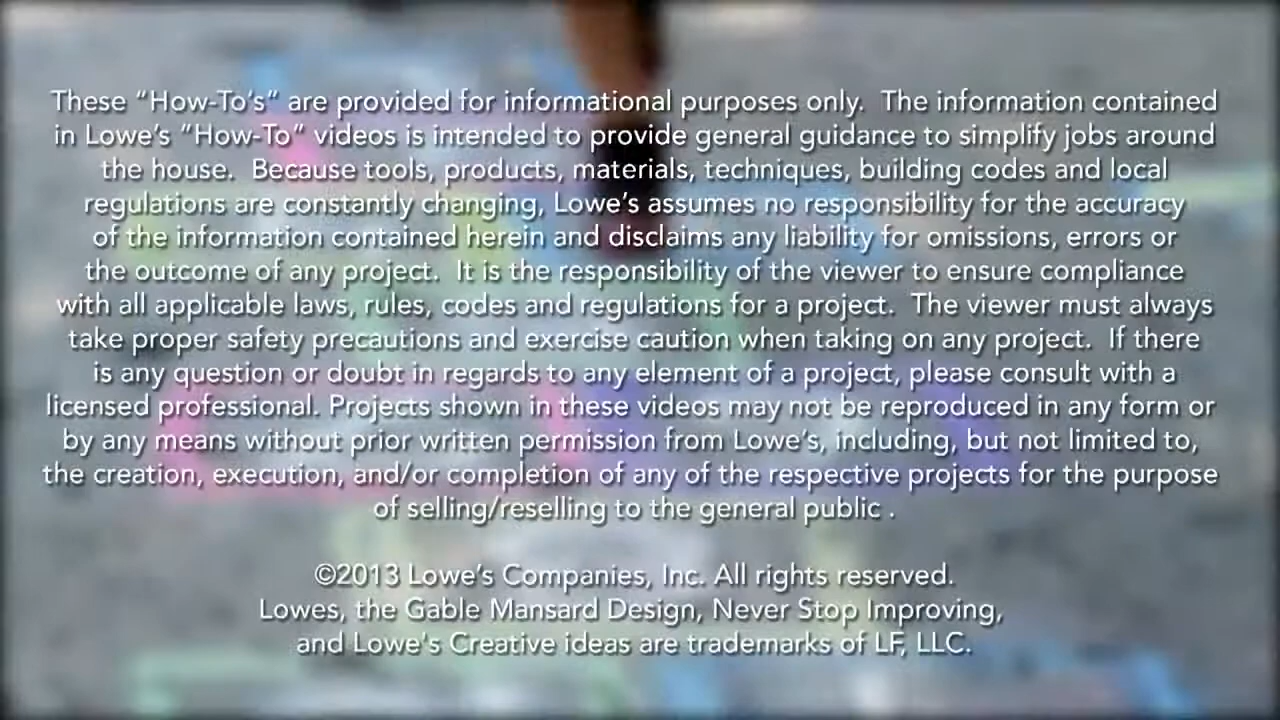 These “How-To’s” are provided for informational purposes only.  The information contained
in Lowe’s “How-To” videos is intended to provide general guidance to simplify jobs around
the house.  Because tools, products, materials, techniques, building codes and local
regulations are constantly changing, Lowe’s assumes no responsibility for the accuracy
of the information contained herein and disclaims any liability for omissions, errors or
the outcome of any project.  It is the responsibility of the viewer to ensure compliance
with all applicable laws, rules, codes and regulations for a project.  The viewer must always
take proper safety precautions and exercise caution when taking on any project.  If there
is any question or doubt in regards to any element of a project, please consult with a
licensed professional. Projects shown in these videos may not be reproduced in any form or
by any means without prior written permission from Lowe’s, including, but not limited to,
the creation, execution, and/or completion of any of the respective projects for the purpose
of selling/reselling to the general public .
©2013 Lowe’s Companies, Inc. All rights reserved.
Lowes, the Gable Mansard Design, Never Stop Improving,
and Lowe’s Creative ideas are trademarks of LF, LLC.